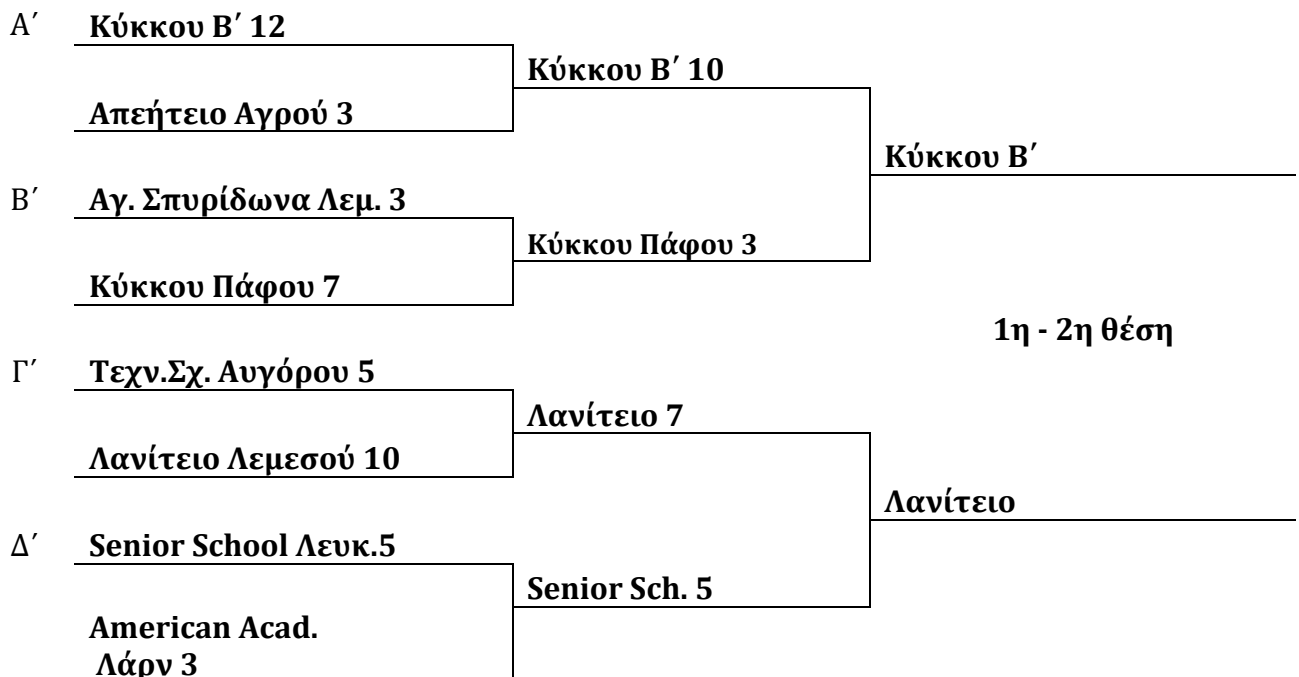 Α΄ Κύκκου Β΄ 12
Κύκκου Β΄ 10
Απεήτειο Αγρού 3
Κύκκου Β΄
Β΄ Αγ. Σπυρίδωνα Λεμ. 3
Κύκκου Πάφου 3
Κύκκου Πάφου 7
1η - 2η θέση
Γ΄ Τεχν.Σχ. Αυγόρου 5
Λανίτειο 7
Λανίτειο Λεμεσού 10
Λανίτειο
Δ΄ Senior School Λευκ.5
Senior Sch. 5
American Acad.
Λάρν 3